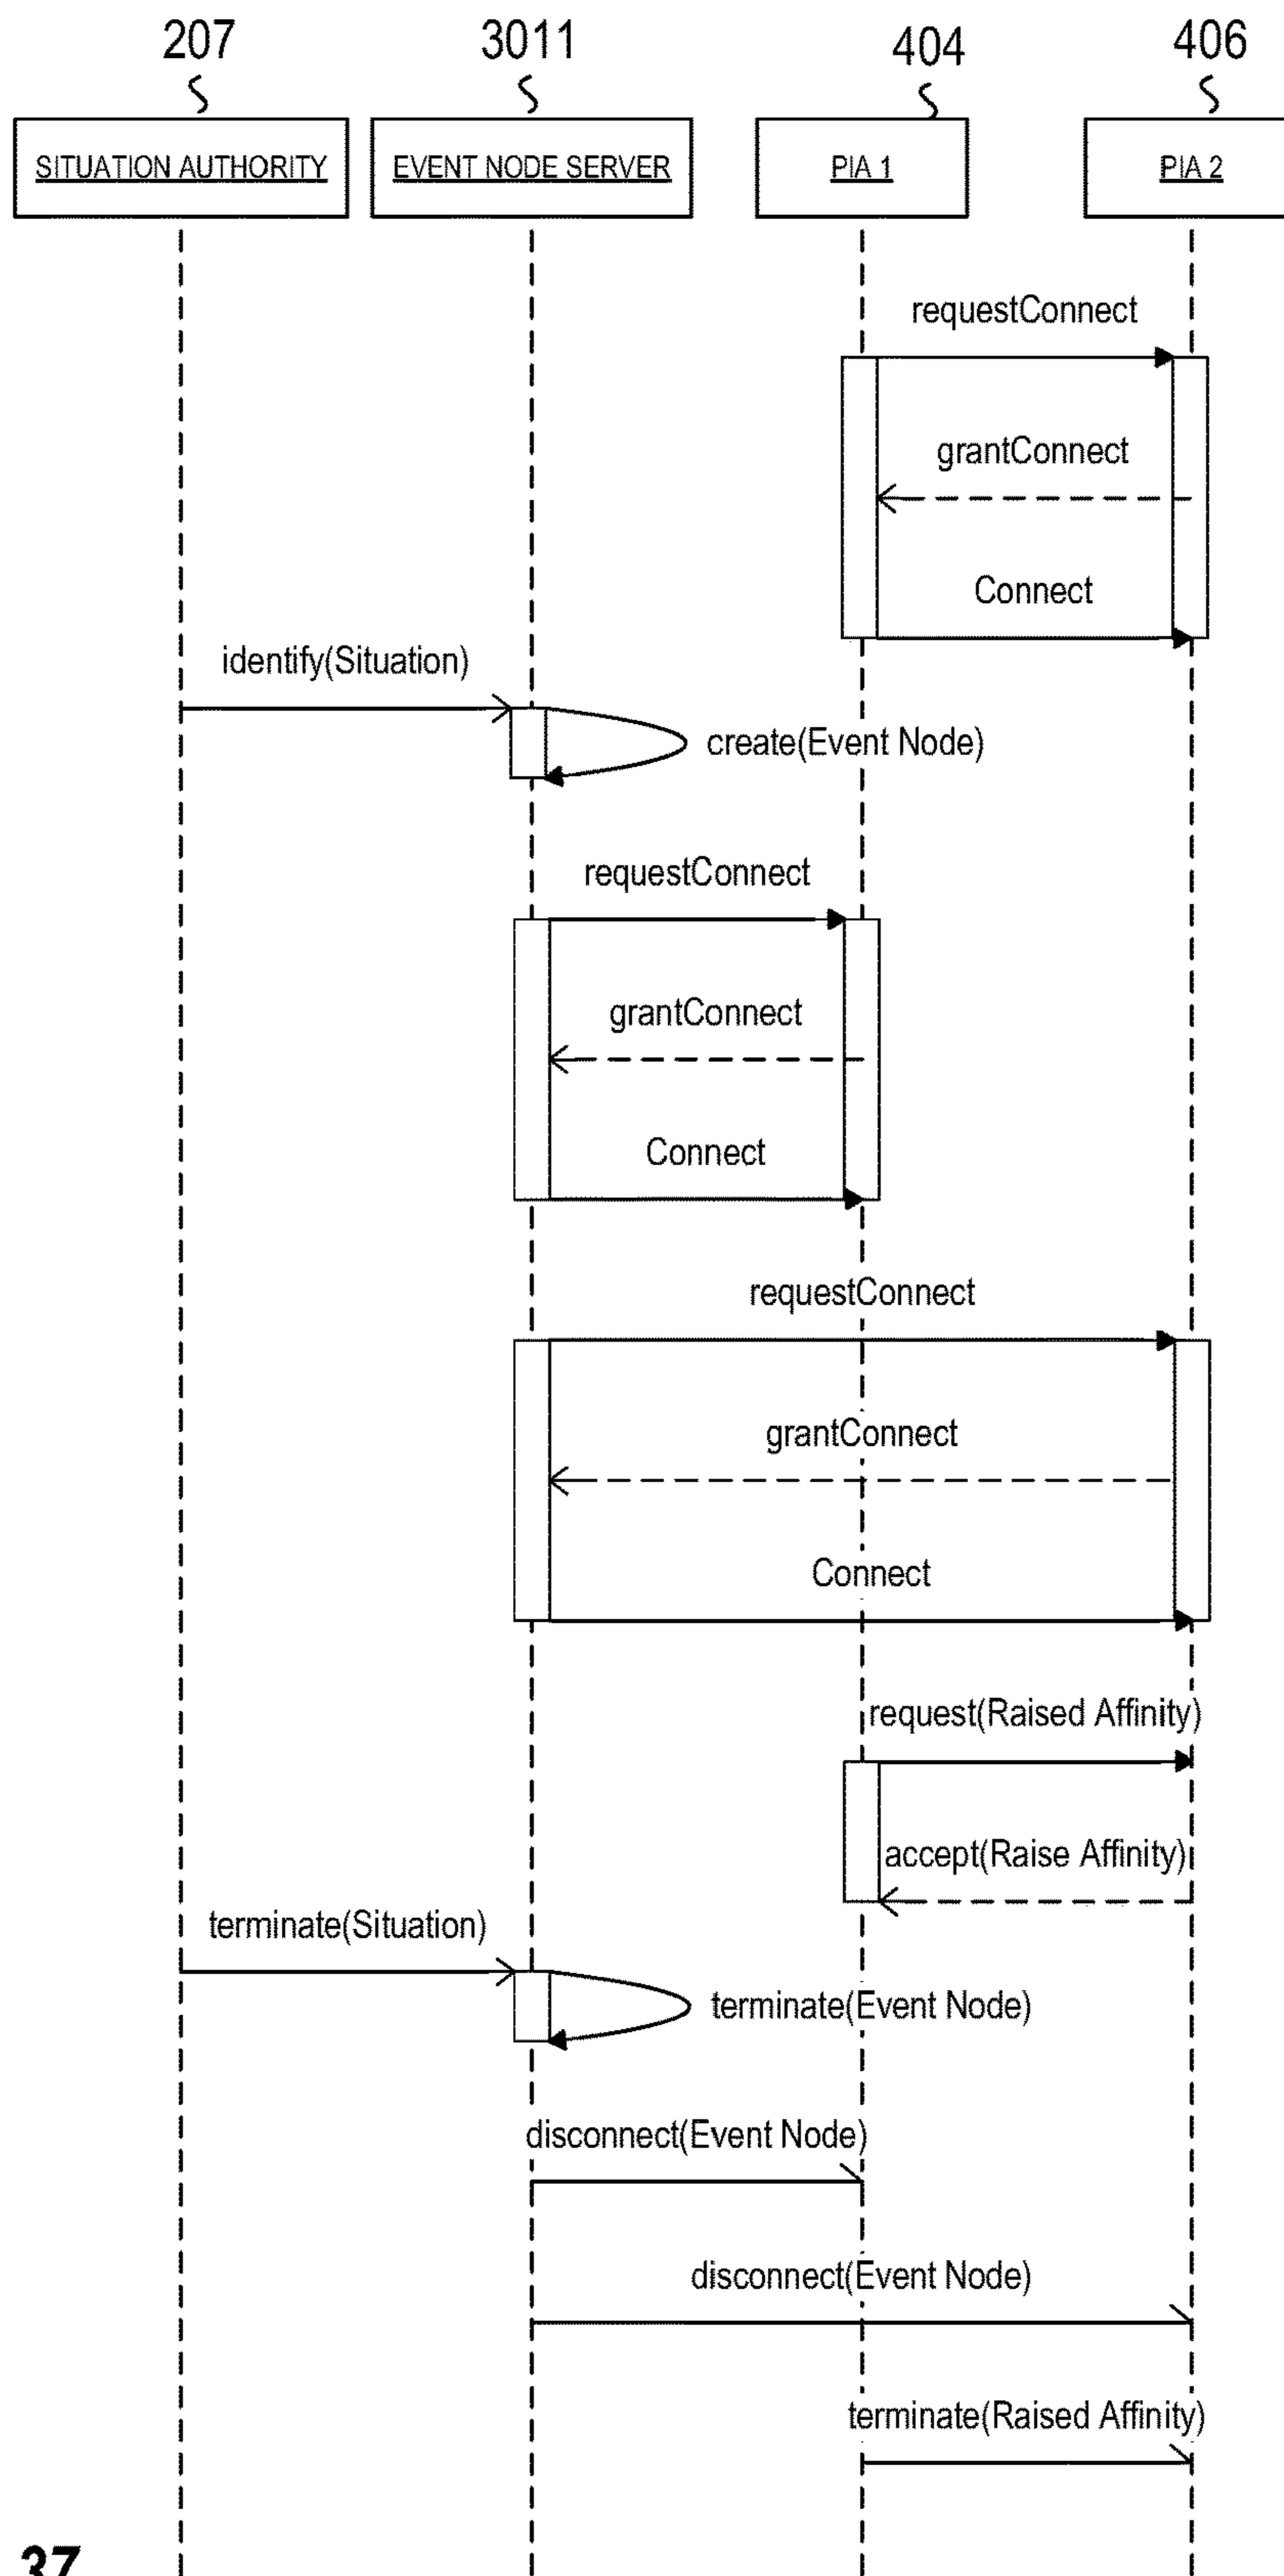 207
3011
404
406
SITUATION AUTHORITY
EVENT NODE SERVER
PIA 1
PIA 2
requestConnect
grantConnect
Connect
identify(Situation)
create(Event Node)
requestConnect
grantConnect
Connect
requestConnect
grantConnect
Connect
request(Raised Affinity)
accept(Raise Affinity)
terminate(Situation)
terminate(Event Node)
disconnect(Event Node)
disconnect(Event Node)
terminate(Raised Affinity)
37